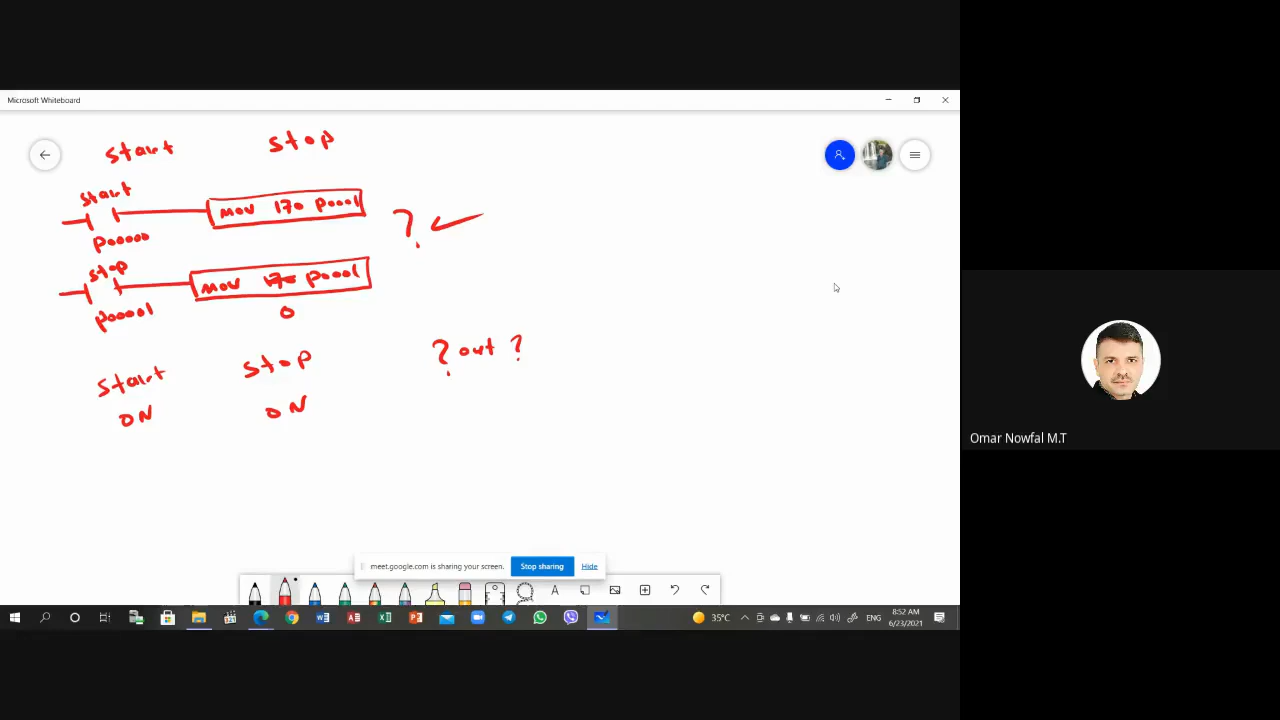 Microsoft Whiteboard
start stop
start
mov 170 p0001
p00000
?
stop
mov 170 p0001
p00001
0
start stop
ON ON
? out ?
Omar Nowfal M.T
meet.google.com is sharing your screen. Stop sharing Hide
35°C ENG 8:52 AM
6/23/2021